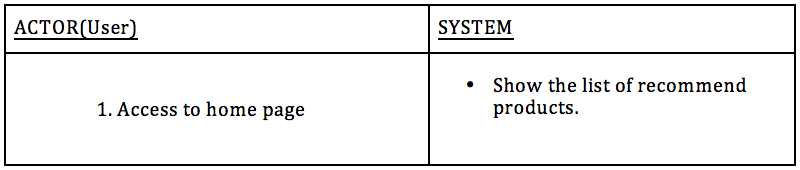 ACTOR(User)
SYSTEM
1. Access to home page
• Show the list of recommend
products.